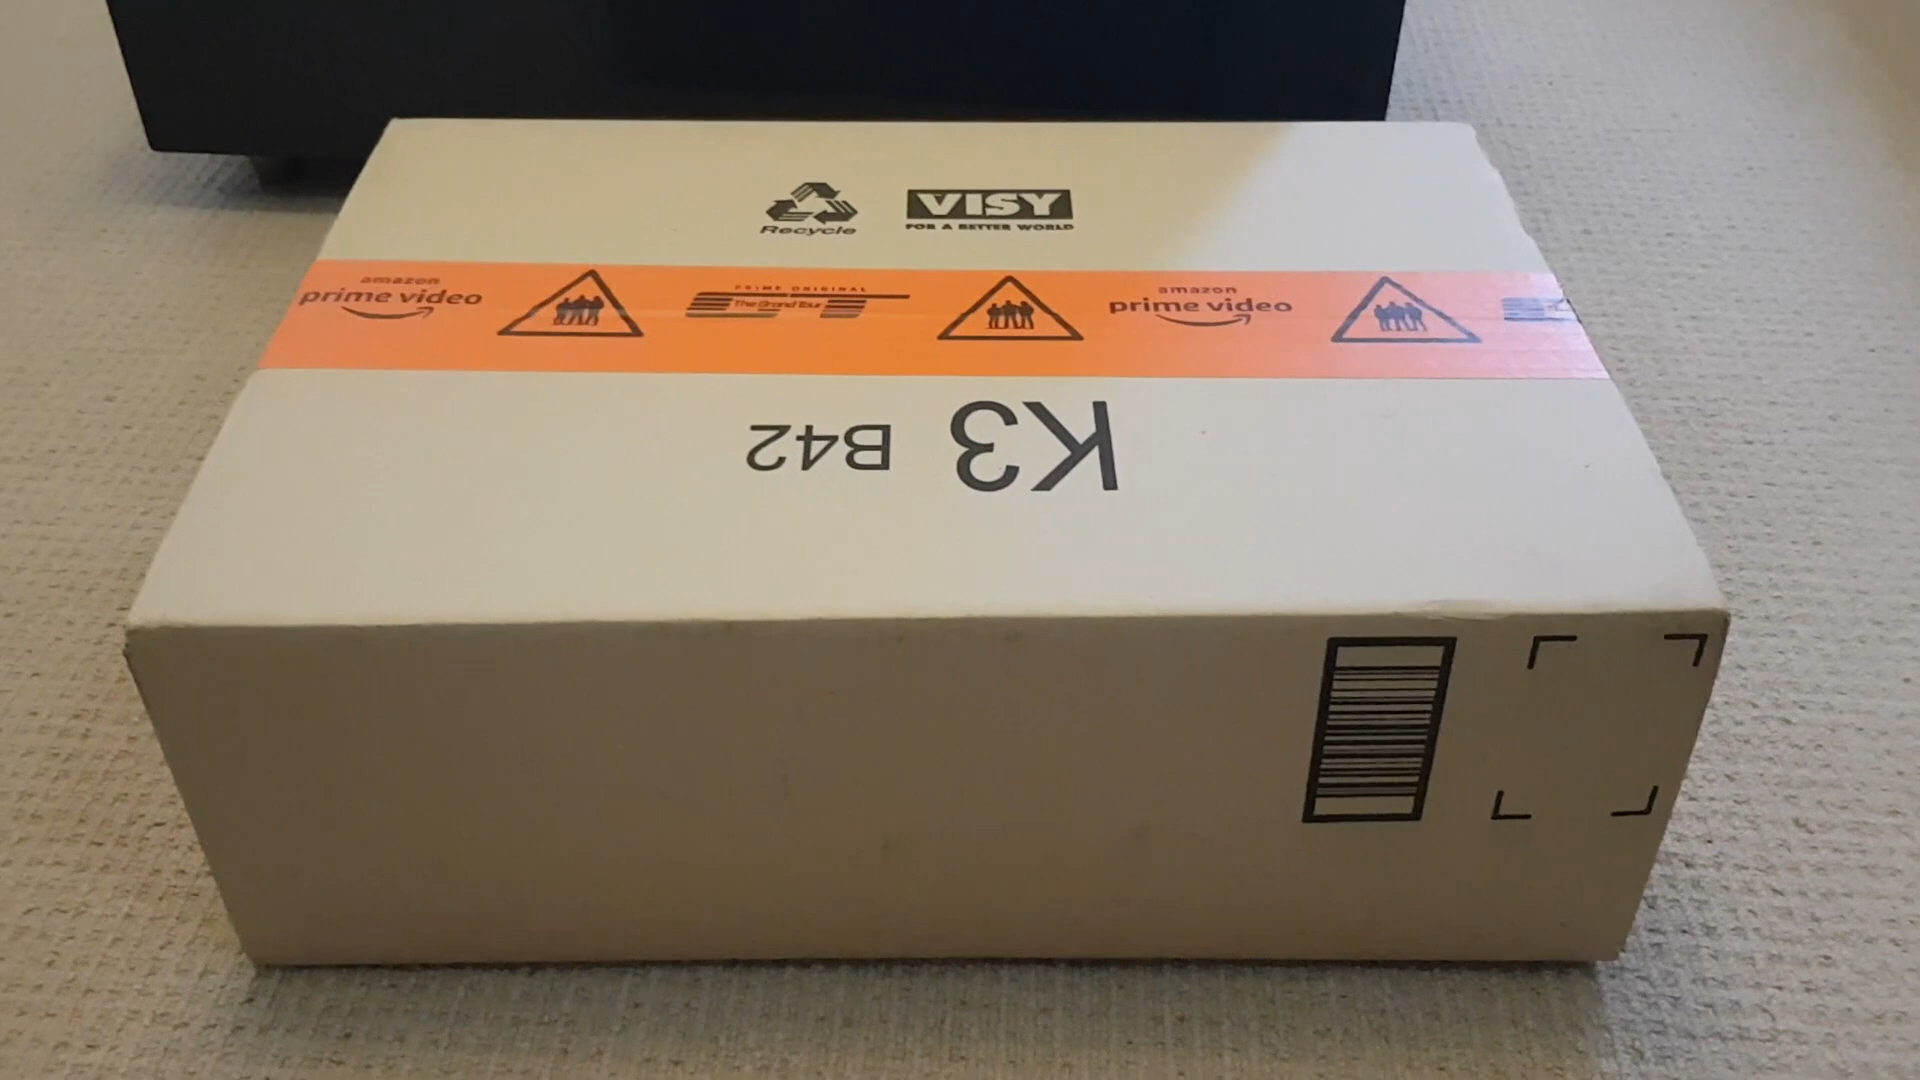 Recycle
VISY
FOR A BETTER WORLD
amazon
prime video
PRIME ORIGINAL
The Grand Tour
amazon
prime video
K3 B42